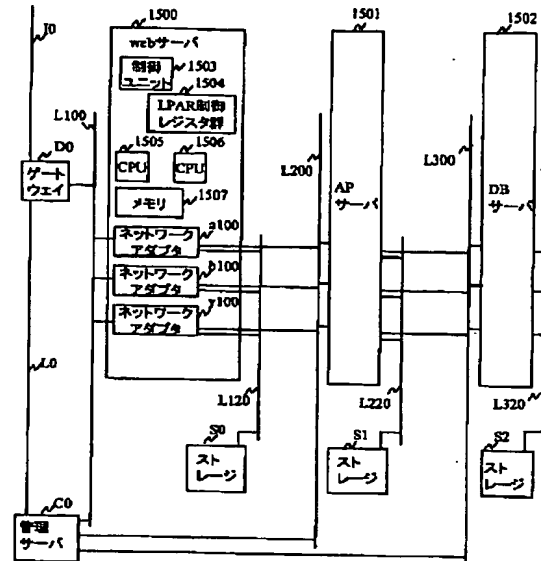 I0
1500
1501
1502
webサーバ
制御
ユニット
1503
1504
LPAR制御
レジスタ群
L100
1505
1506
CPU
CPU
L200
L300
D0
ゲート
ウェイ
メモリ
1507
AP
サーバ
DB
サーバ
ネットワーク
アダプタ
a100
ネットワーク
アダプタ
b100
ネットワーク
アダプタ
γ100
L0
L120
L220
L320
S0
スト
レージ
S1
スト
レージ
S2
スト
レージ
C0
管理
サーバ